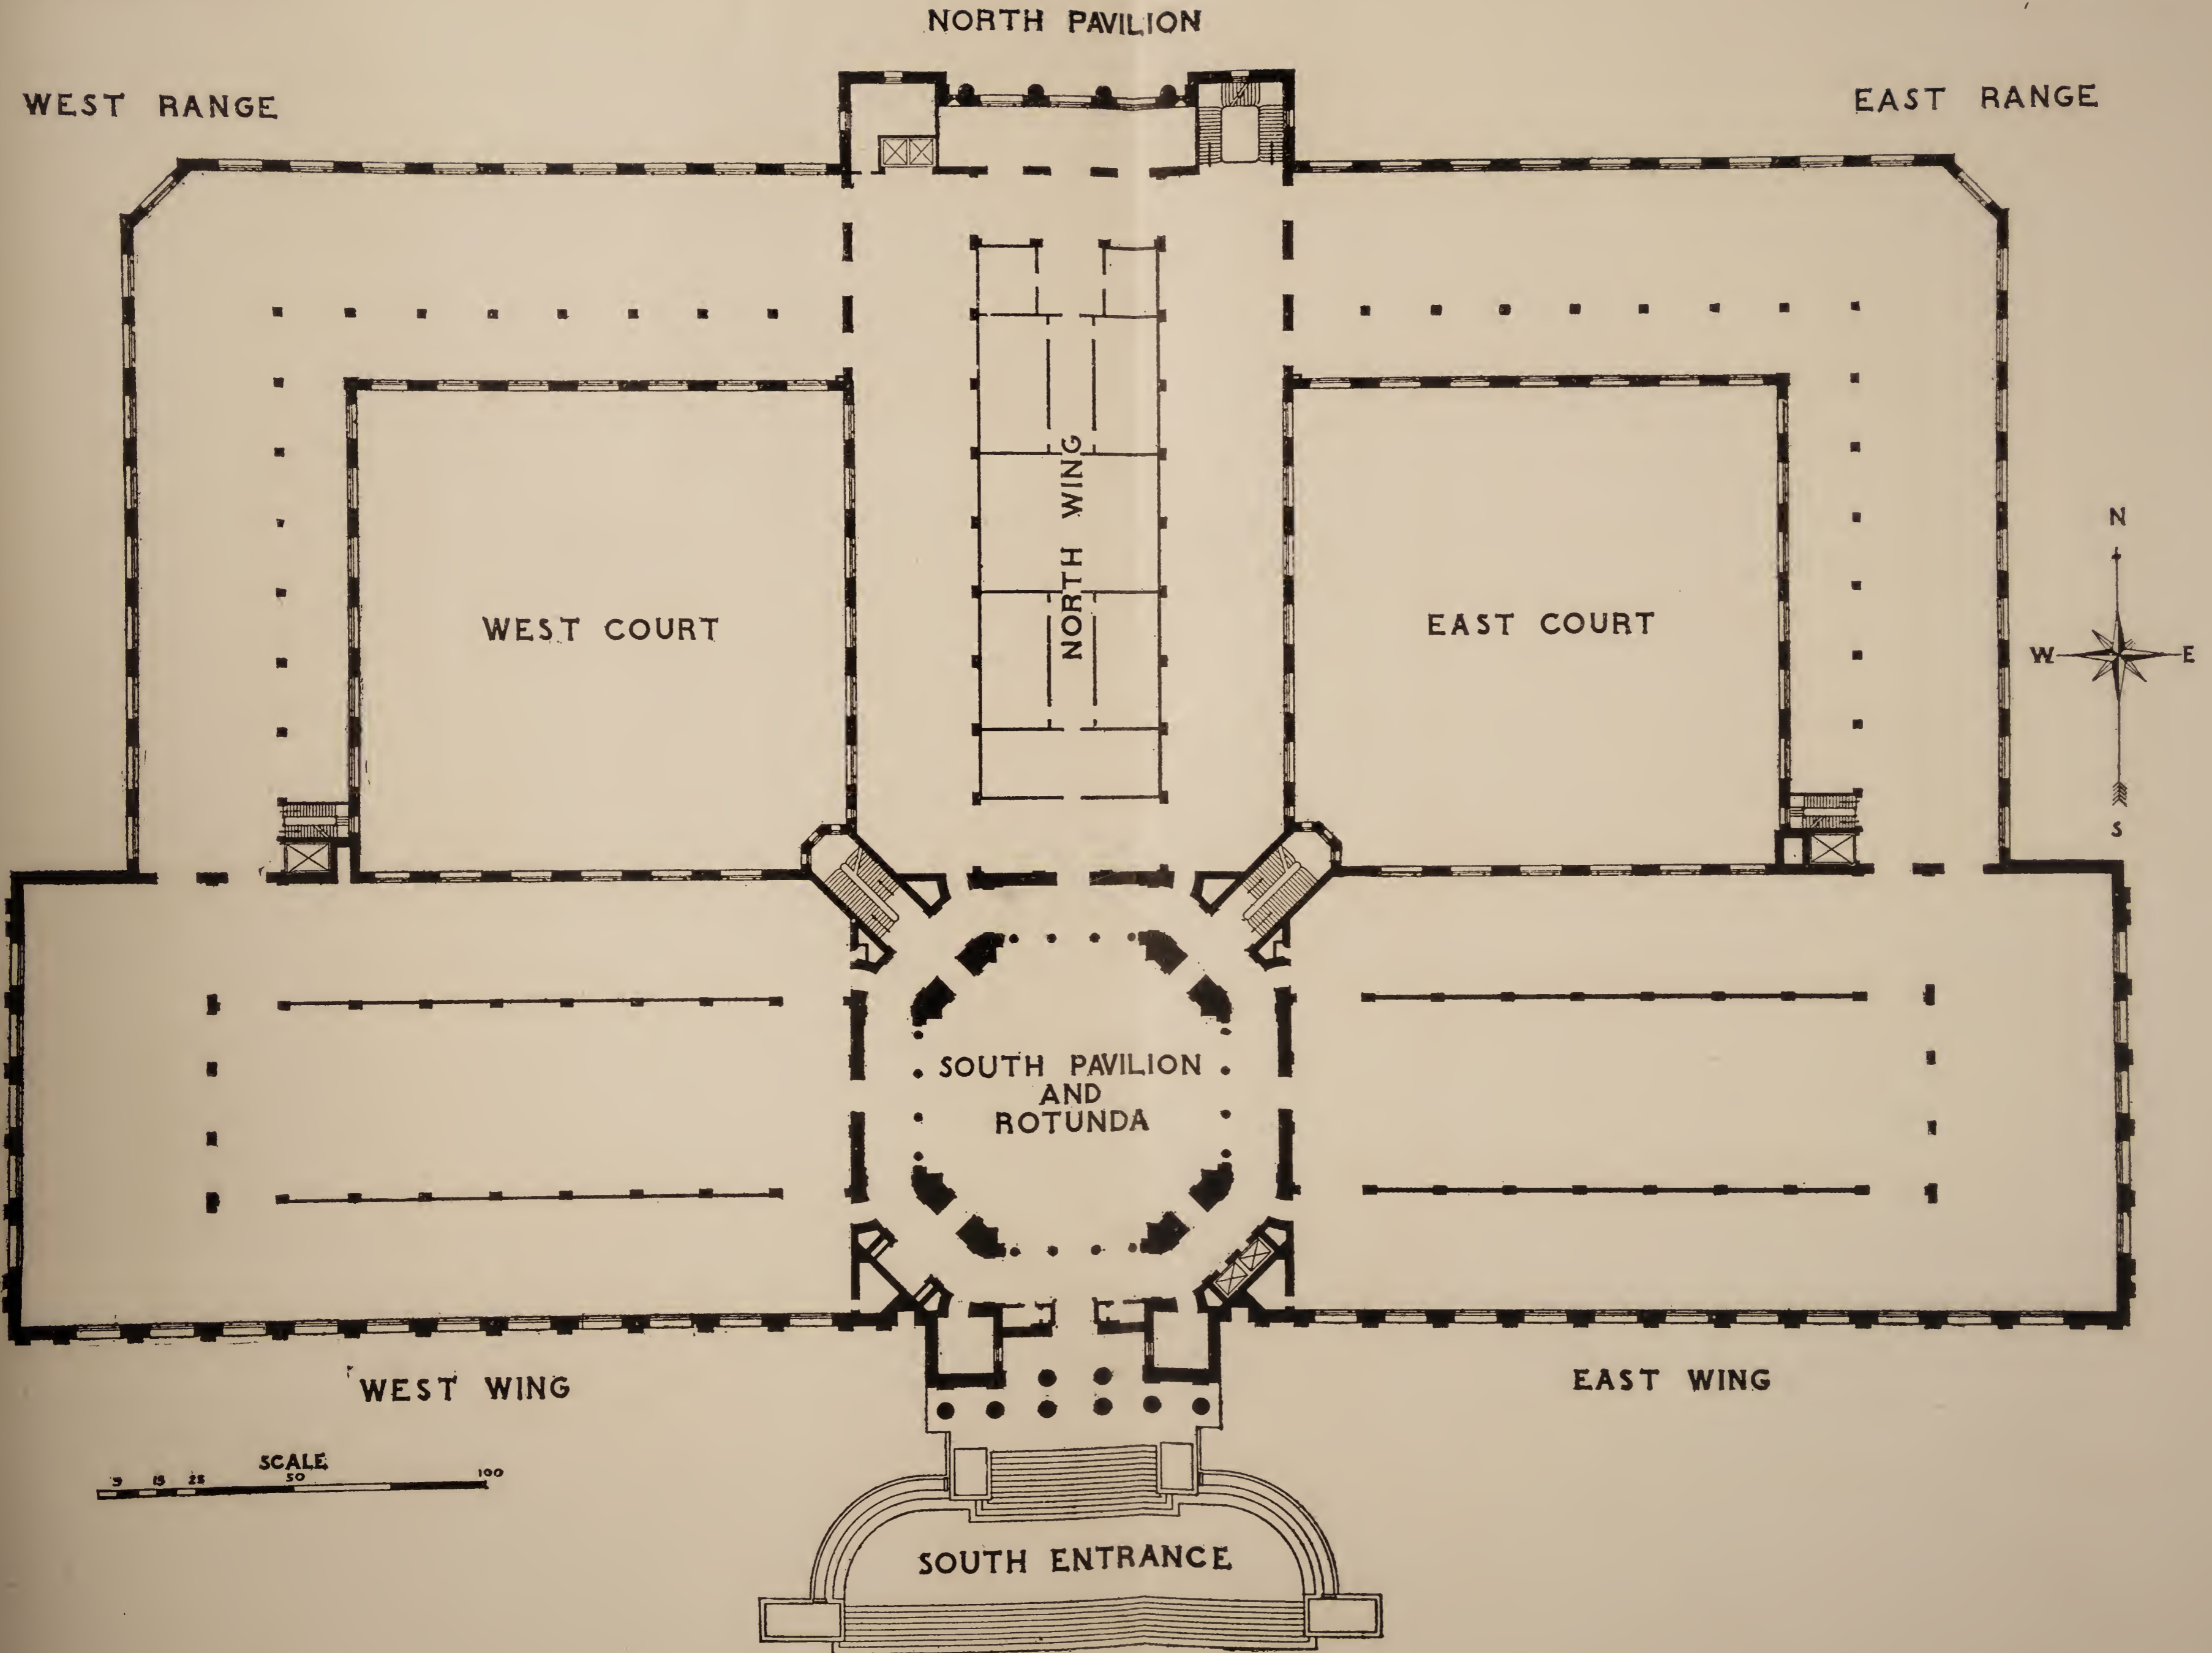 NORTH PAVILION
WEST RANGE
EAST RANGE
NORTH WING
WEST COURT
EAST COURT
N
W
E
S
SOUTH PAVILION
AND
ROTUNDA
WEST WING
EAST WING
SCALE
5 15 25 50 100
SOUTH ENTRANCE